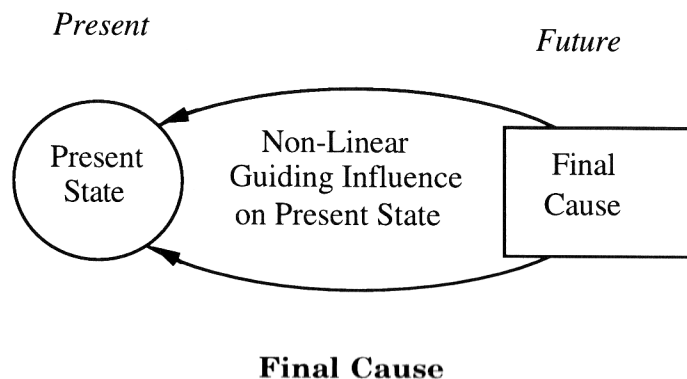 Present
Future
Present
State
Non-Linear
Guiding Influence
on Present State
Final
Cause
Final Cause